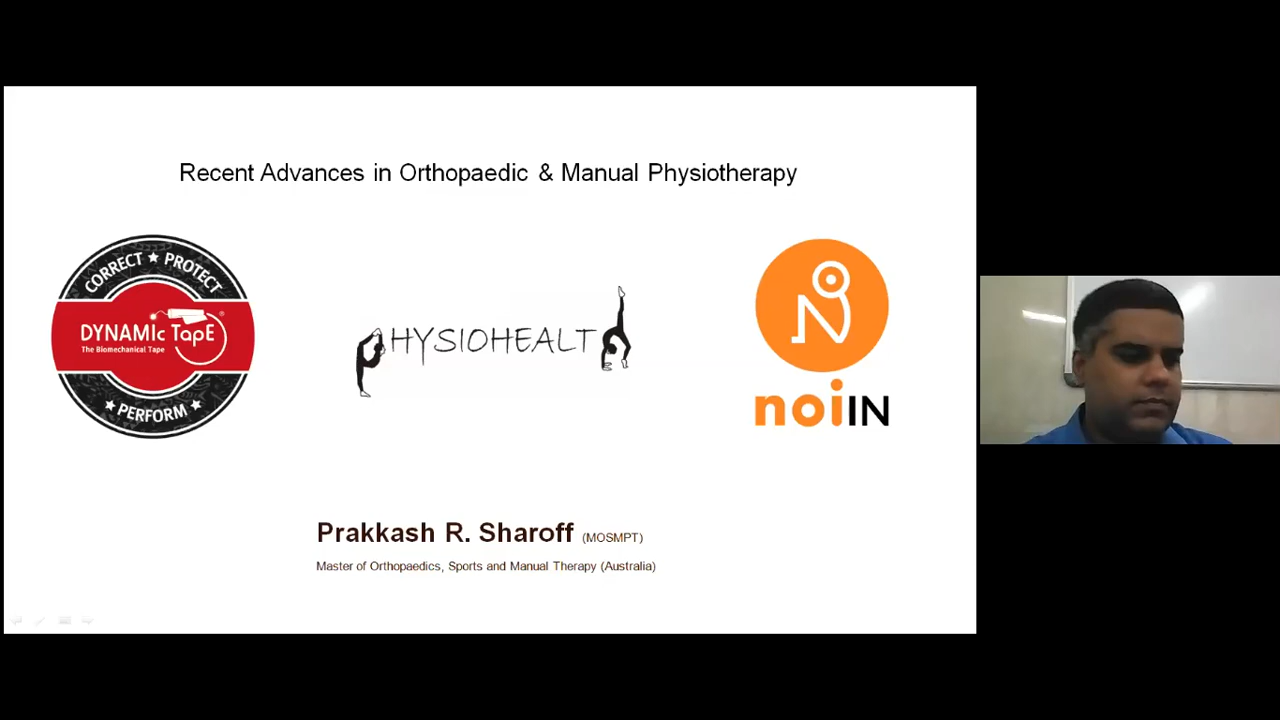 Recent Advances in Orthopaedic & Manual Physiotherapy
CORRECT ★ PROTECT
DYNAMIC TapE ®
The Biomechanical Tape
★ PERFORM ★
PHYSIOHEALTH
noiIN
Prakkash R. Sharoff (MOSMPT)
Master of Orthopaedics, Sports and Manual Therapy (Australia)